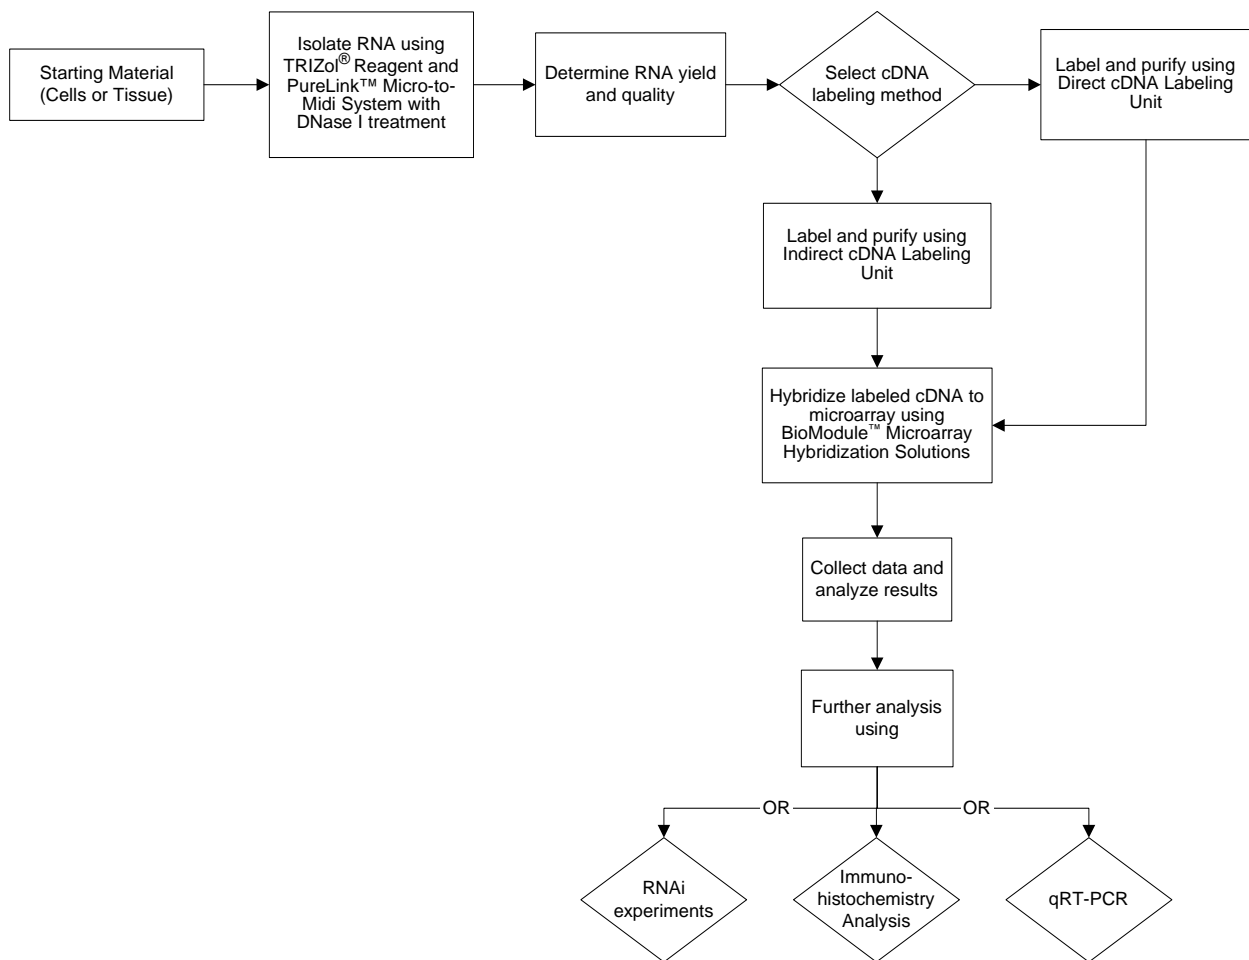 Starting Material
(Cells or Tissue)
Isolate RNA using
TRIZol® Reagent and
PureLink™ Micro-to-
Midi System with
DNase I treatment
Determine RNA yield
and quality
Select cDNA
labeling method
Label and purify using
Direct cDNA Labeling
Unit
Label and purify using
Indirect cDNA Labeling
Unit
Hybridize labeled cDNA to
microarray using
BioModule™ Microarray
Hybridization Solutions
Collect data and
analyze results
Further analysis
using
OR
OR
RNAi
experiments
Immuno-
histochemistry
Analysis
qRT-PCR